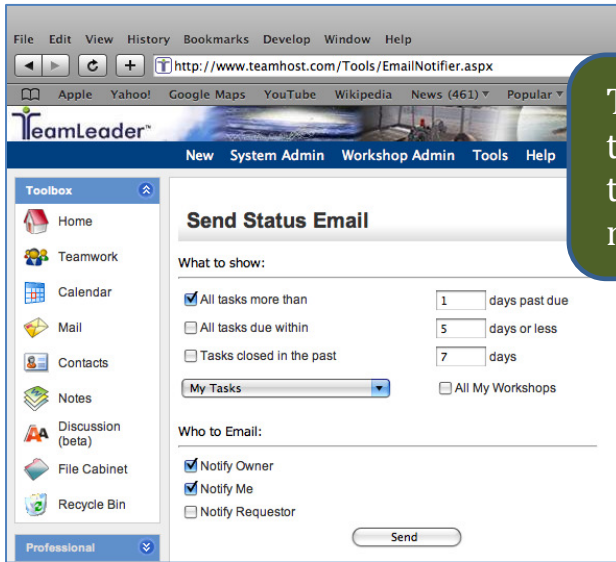 File Edit View History Bookmarks Develop Window Help
http://www.teamhost.com/Tools/EmailNotifier.aspx
Apple Yahoo! Google Maps YouTube Wikipedia News (461) Popular
TeamLeader™
New System Admin Workshop Admin Tools Help
Toolbox
Home
Teamwork
Calendar
Mail
Contacts
Notes
Discussion
(beta)
File Cabinet
Recycle Bin
Professional
Send Status Email
What to show:
All tasks more than 1 days past due
All tasks due within 5 days or less
Tasks closed in the past 7 days
My Tasks All My Workshops
Who to Email:
Notify Owner
Notify Me
Notify Requestor
Send